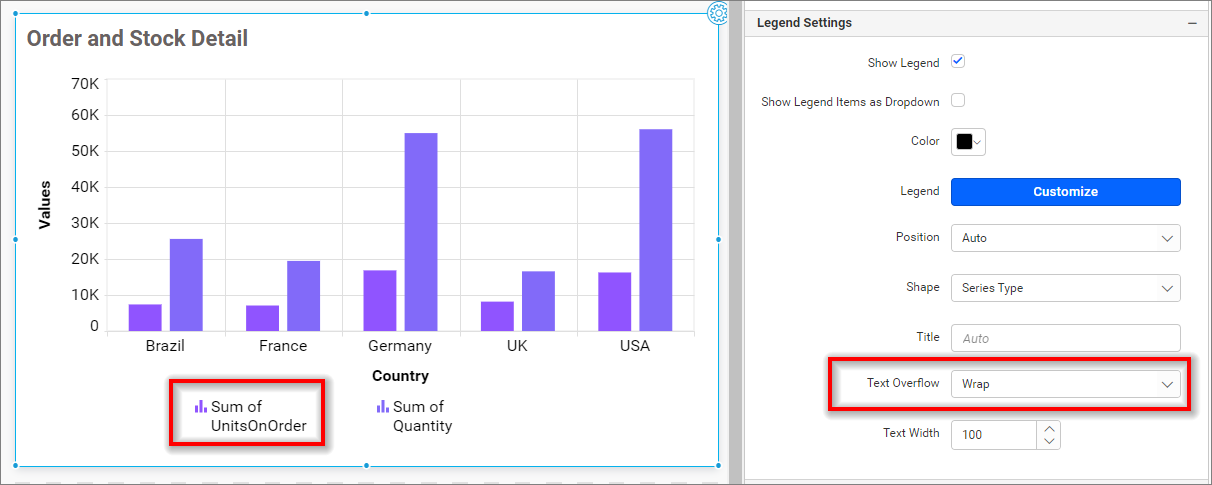 Order and Stock Detail
70K
60K
50K
40K
30K
20K
10K
0
Values
Brazil
France
Germany
UK
USA
Country
Sum of
UnitsOnOrder
Sum of
Quantity
Legend Settings
Show Legend
Show Legend Items as Dropdown
Color
Legend
Customize
Position
Auto
Shape
Series Type
Title
Auto
Text Overflow
Wrap
Text Width
100